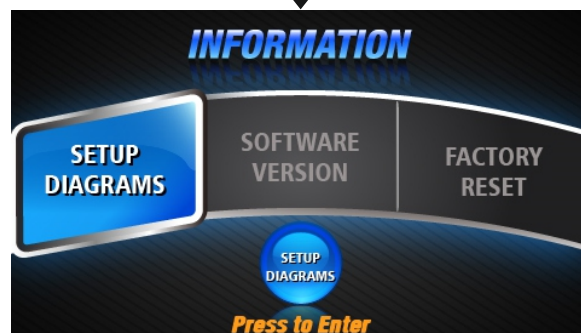 INFORMATION
SETUP
DIAGRAMS
SOFTWARE
VERSION
FACTORY
RESET
SETUP
DIAGRAMS
Press to Enter